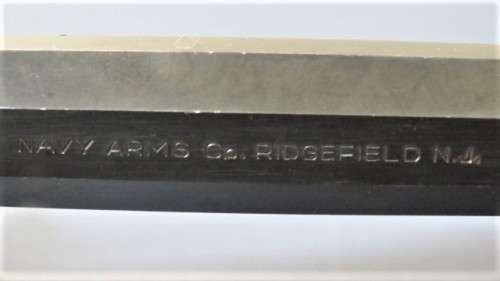 NAVY ARMS Co. RIDGEFIELD N.J.